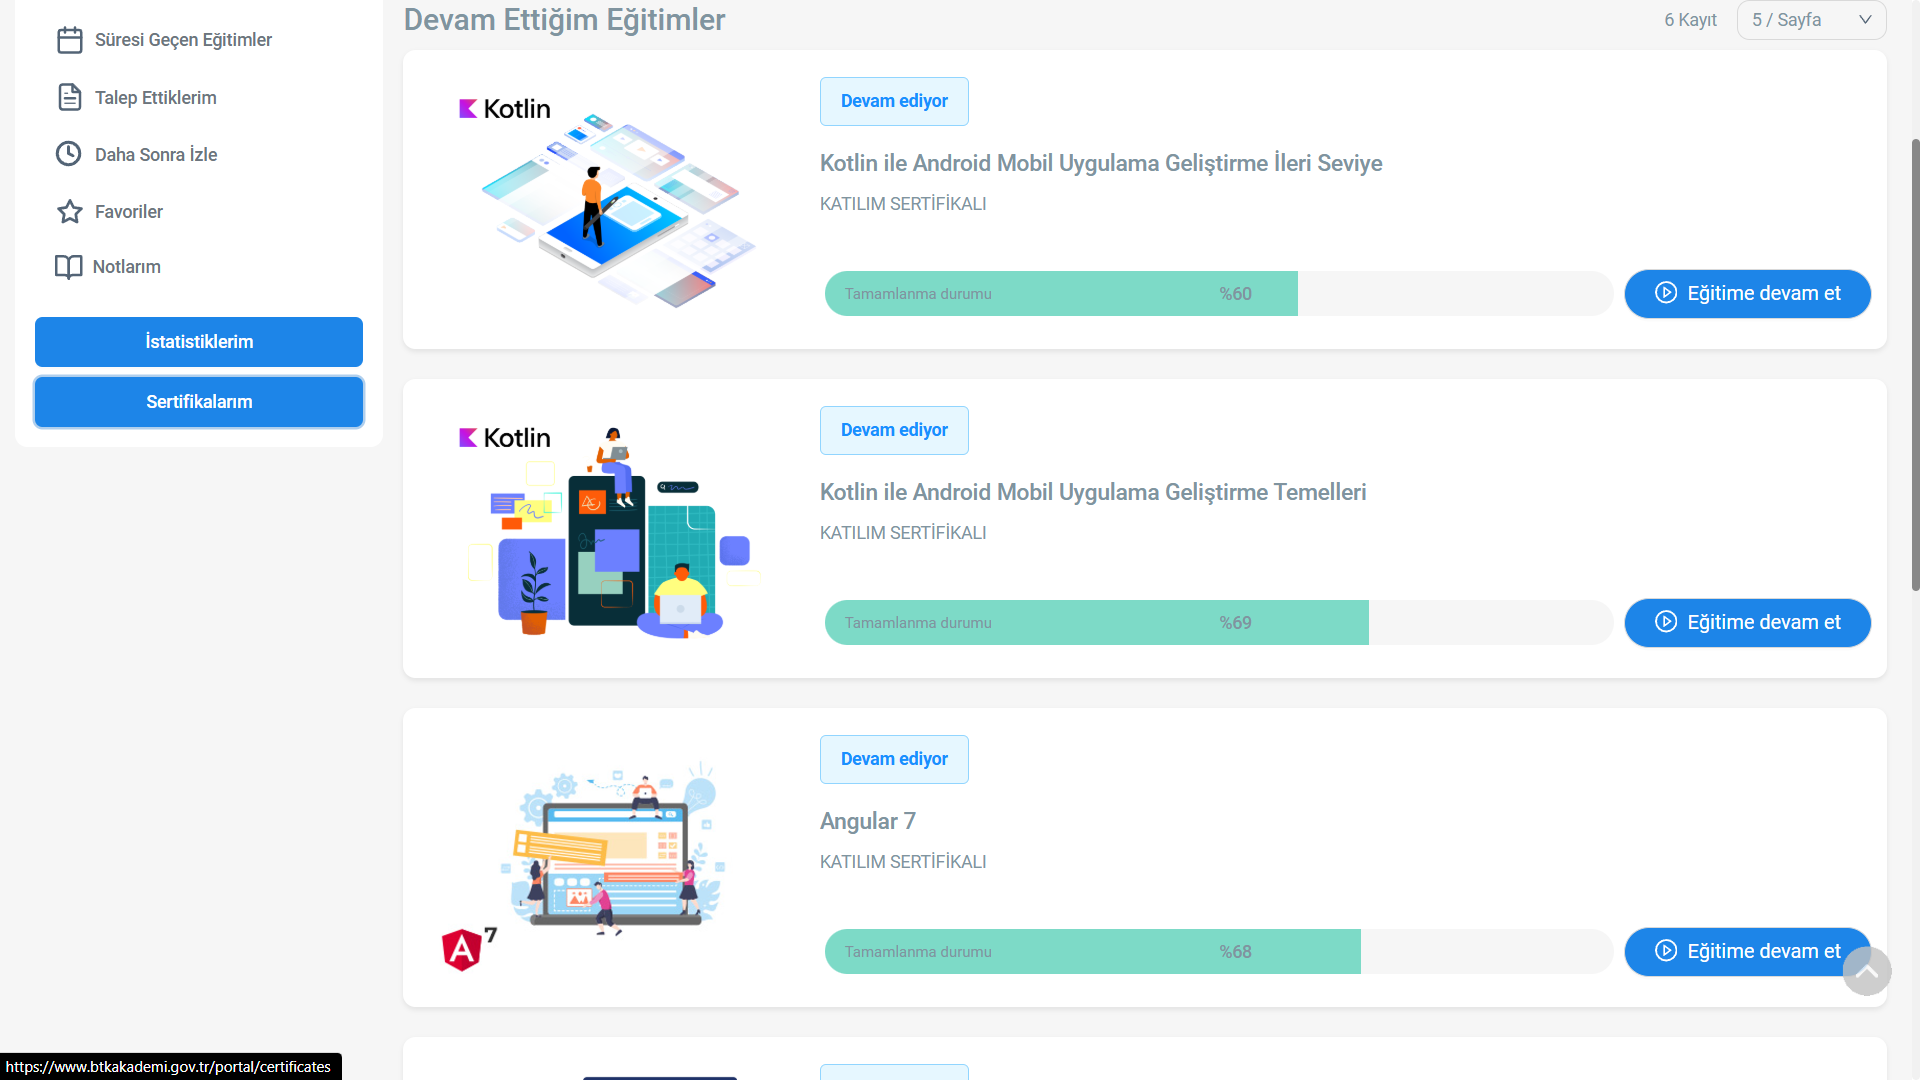 Süresi Geçen Eğitimler
Talep Ettiklerim
Daha Sonra İzle
Favoriler
Notlarım
İstatistiklerim
Sertifikalarım
Devam Ettiğim Eğitimler
6 Kayıt
5 / Sayfa
Kotlin
Devam ediyor
Kotlin ile Android Mobil Uygulama Geliştirme İleri Seviye
KATILIM SERTİFİKALI
Tamamlanma durumu %60
Eğitime devam et
Kotlin
Devam ediyor
Kotlin ile Android Mobil Uygulama Geliştirme Temelleri
KATILIM SERTİFİKALI
Tamamlanma durumu %69
Eğitime devam et
A 7
Devam ediyor
Angular 7
KATILIM SERTİFİKALI
Tamamlanma durumu %68
Eğitime devam et
https://www.btkakademi.gov.tr/portal/certificates